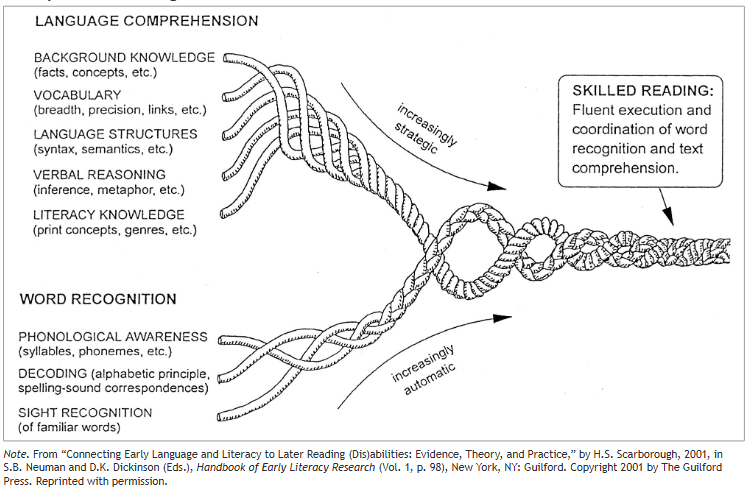 LANGUAGE COMPREHENSION
BACKGROUND KNOWLEDGE
(facts, concepts, etc.)
VOCABULARY
(breadth, precision, links, etc.)
LANGUAGE STRUCTURES
(syntax, semantics, etc.)
VERBAL REASONING
(inference, metaphor, etc.)
LITERACY KNOWLEDGE
(print concepts, genres, etc.)
increasingly
strategic
SKILLED READING:
Fluent execution and
coordination of word
recognition and text
comprehension.
WORD RECOGNITION
PHONOLOGICAL AWARENESS
(syllables, phonemes, etc.)
DECODING (alphabetic principle,
spelling-sound correspondences)
SIGHT RECOGNITION
(of familiar words)
increasingly
automatic
Note. From “Connecting Early Language and Literacy to Later Reading (Dis)abilities: Evidence, Theory, and Practice,” by H.S. Scarborough, 2001, in
S.B. Neuman and D.K. Dickinson (Eds.), Handbook of Early Literacy Research (Vol. 1, p. 98), New York, NY: Guilford. Copyright 2001 by The Guilford
Press. Reprinted with permission.